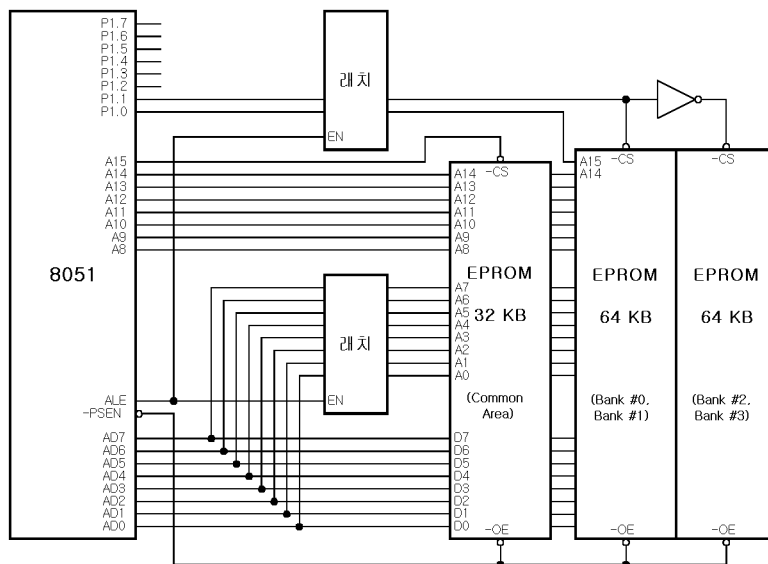 P1.7
P1.6
P1.5
P1.4
P1.3
P1.2
P1.1
P1.0
A15
A14
A13
A12
A11
A10
A9
A8
8051
ALE
-PSEN
AD7
AD6
AD5
AD4
AD3
AD2
AD1
AD0
래치
EN
래치
EN
-CS
A14
A13
A12
A11
A10
A9
A8
EPROM
A7
A6
A5
32 KB
A4
A3
A2
A1
A0
(Common
Area)
D7
D6
D5
D4
D3
D2
D1
D0
-OE
A15
A14
-CS
EPROM
64 KB
(Bank #0,
Bank #1)
-OE
-CS
EPROM
64 KB
(Bank #2,
Bank #3)
-OE